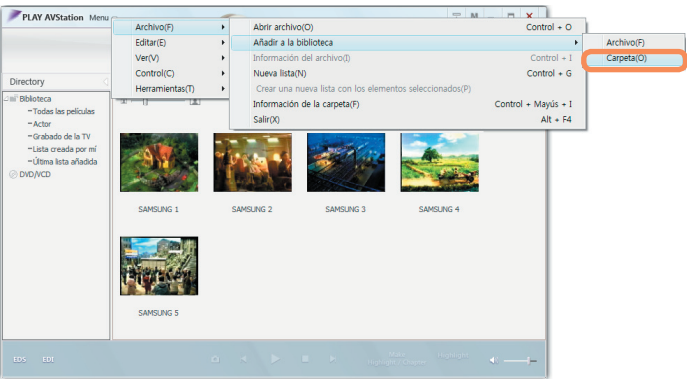 PLAY AVStation Menu
Archivo(F)
Editar(E)
Ver(V)
Control(C)
Herramientas(T)
Abrir archivo(O) Control + O
Añadir a la biblioteca
Información del archivo(I) Control + I
Nueva lista(N) Control + G
Crear una nueva lista con los elementos seleccionados(P)
Información de la carpeta(F) Control + Mayús + I
Salir(X) Alt + F4
Archivo(F)
Carpeta(O)
Directory
Biblioteca
Todas las películas
Actor
Grabado de la TV
Lista creada por mí
Última lista añadida
DVD/VCD
SAMSUNG 1
SAMSUNG 2
SAMSUNG 3
SAMSUNG 4
SAMSUNG 5
EDS EDI
Highlight